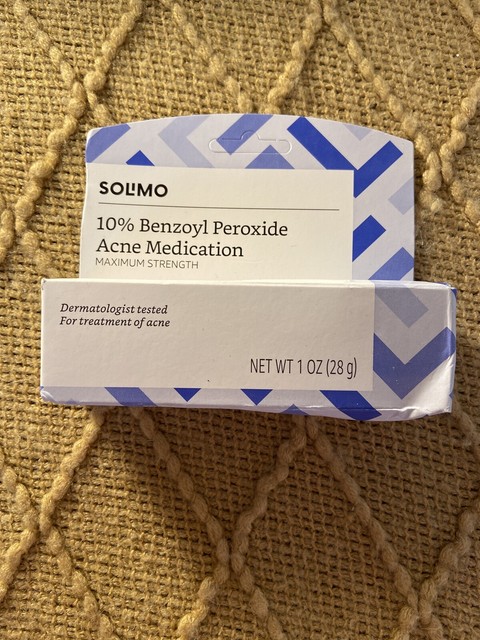 SOLIMO
10% Benzoyl Peroxide
Acne Medication
MAXIMUM STRENGTH
Dermatologist tested
For treatment of acne
NET WT 1 OZ (28 g)